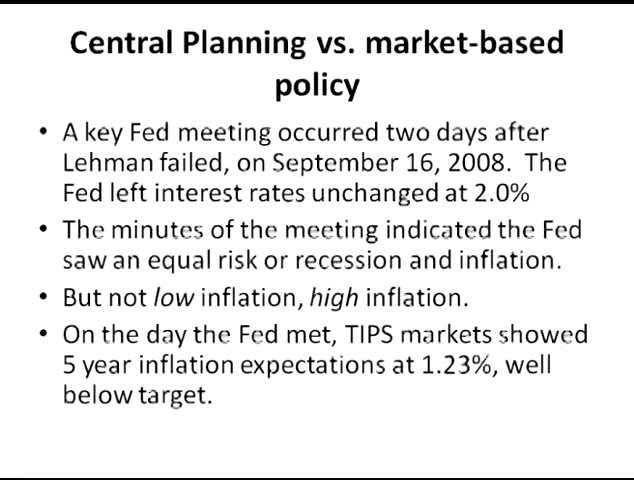 Central Planning vs. market-based
policy
• A key Fed meeting occurred two days after
Lehman failed, on September 16, 2008.  The
Fed left interest rates unchanged at 2.0%
• The minutes of the meeting indicated the Fed
saw an equal risk or recession and inflation.
• But not low inflation, high inflation.
• On the day the Fed met, TIPS markets showed
5 year inflation expectations at 1.23%, well
below target.